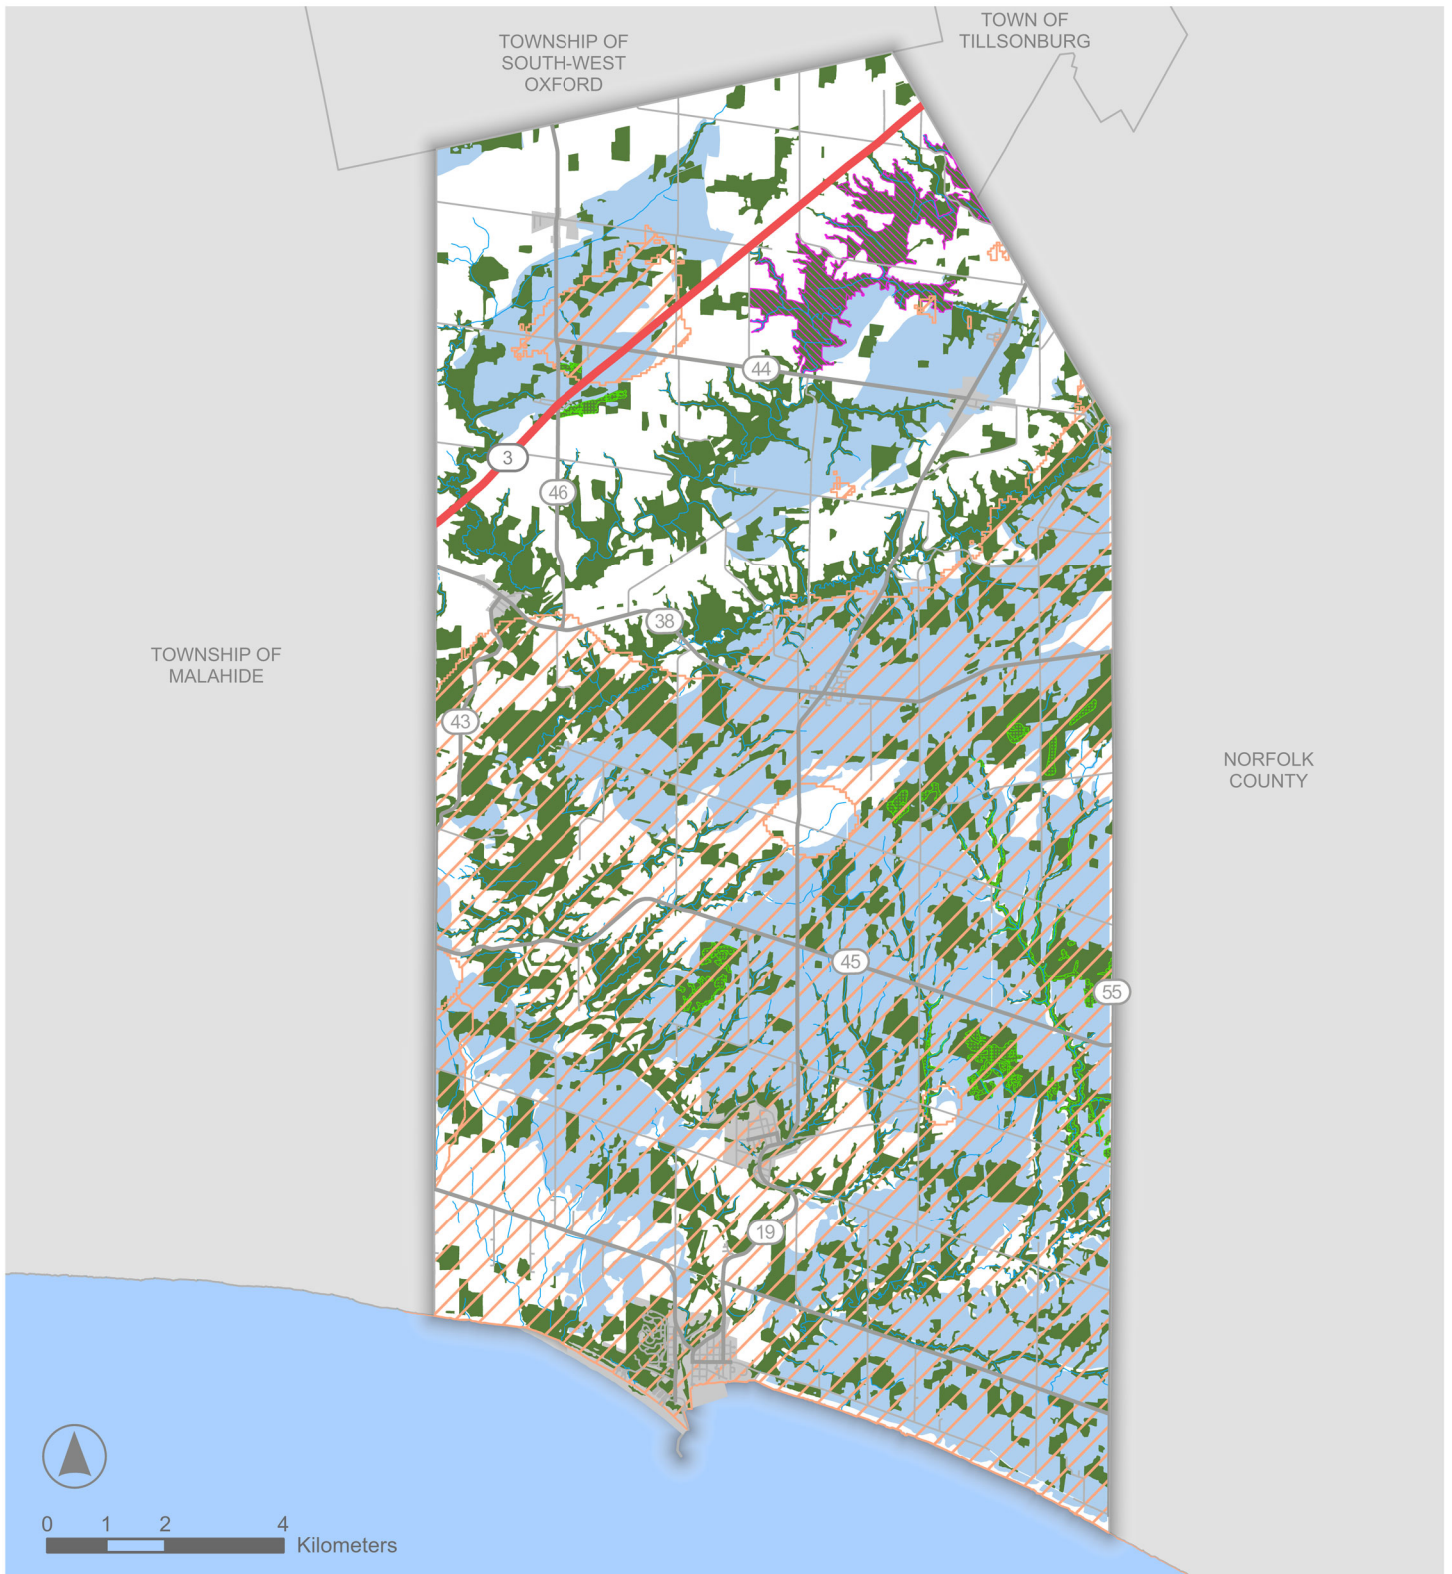 TOWNSHIP OF
SOUTH-WEST
OXFORD
TOWN OF
TILLSONBURG
44
3
46
38
TOWNSHIP OF
MALAHIDE
43
NORFOLK
COUNTY
45
55
19
0 1 2 4
Kilometers